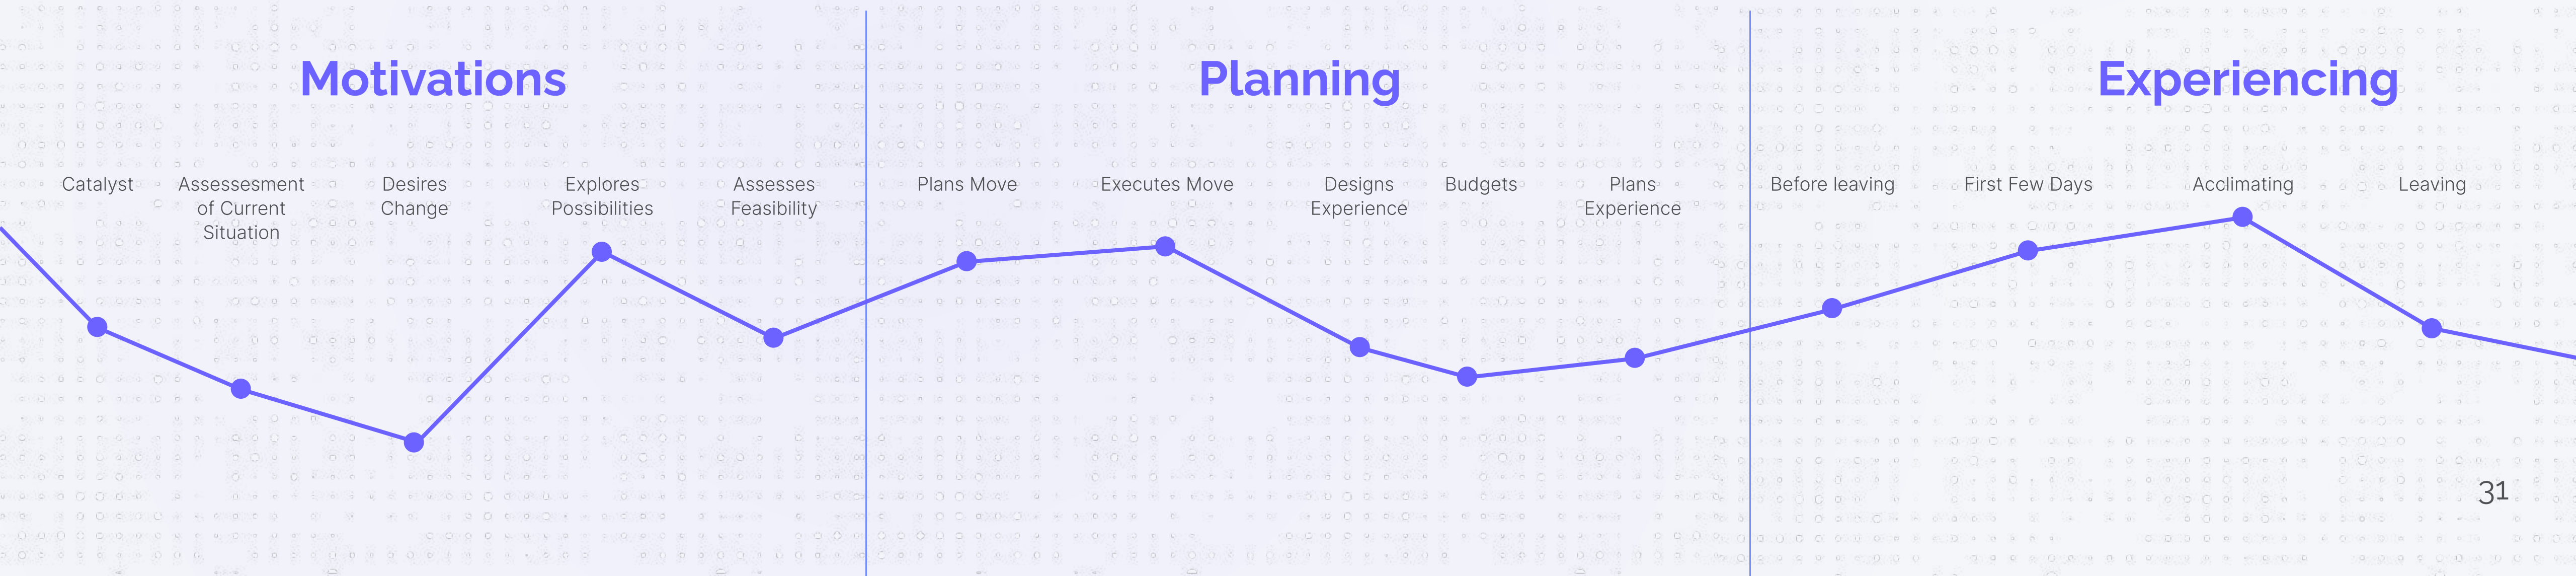 Motivations
Planning
Experiencing
Catalyst
Assessesment
of Current
Situation
Desires
Change
Explores
Possibilities
Assesses
Feasibility
Plans Move
Executes Move
Designs
Experience
Budgets
Plans
Experience
Before leaving
First Few Days
Acclimating
Leaving
31